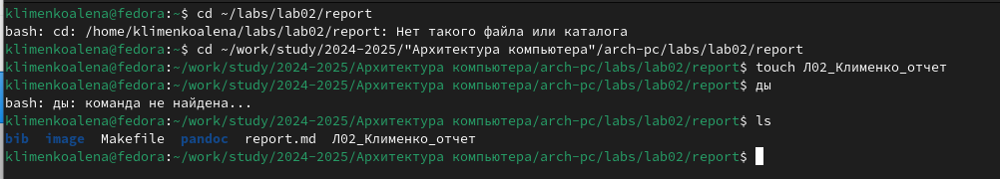 klimenkoalena@fedora:~$ cd ~/labs/lab02/report
bash: cd: /home/klimenkoalena/labs/lab02/report: Нет такого файла или каталога
klimenkoalena@fedora:~$ cd ~/work/study/2024-2025/"Архитектура компьютера"/arch-pc/labs/lab02/report
klimenkoalena@fedora:~/work/study/2024-2025/Архитектура компьютера/arch-pc/labs/lab02/report$ touch Л02_Клименко_отчет
klimenkoalena@fedora:~/work/study/2024-2025/Архитектура компьютера/arch-pc/labs/lab02/report$ ды
bash: ды: команда не найдена...
klimenkoalena@fedora:~/work/study/2024-2025/Архитектура компьютера/arch-pc/labs/lab02/report$ ls
bib  image  Makefile  pandoc  report.md  Л02_Клименко_отчет
klimenkoalena@fedora:~/work/study/2024-2025/Архитектура компьютера/arch-pc/labs/lab02/report$